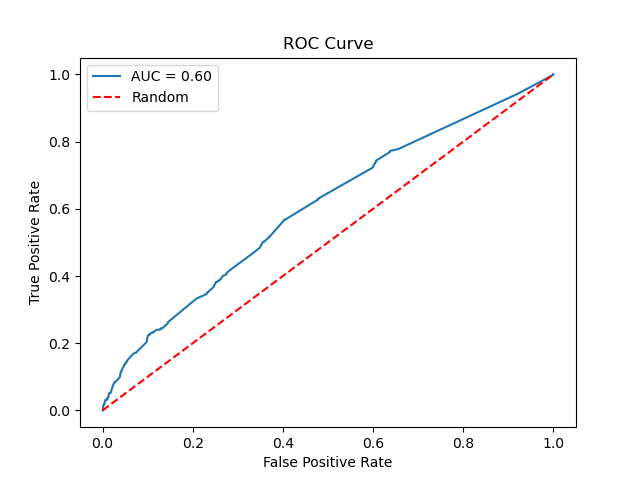 ROC Curve
AUC = 0.60
Random
True Positive Rate
1.0
0.8
0.6
0.4
0.2
0.0
0.0 0.2 0.4 0.6 0.8 1.0
False Positive Rate